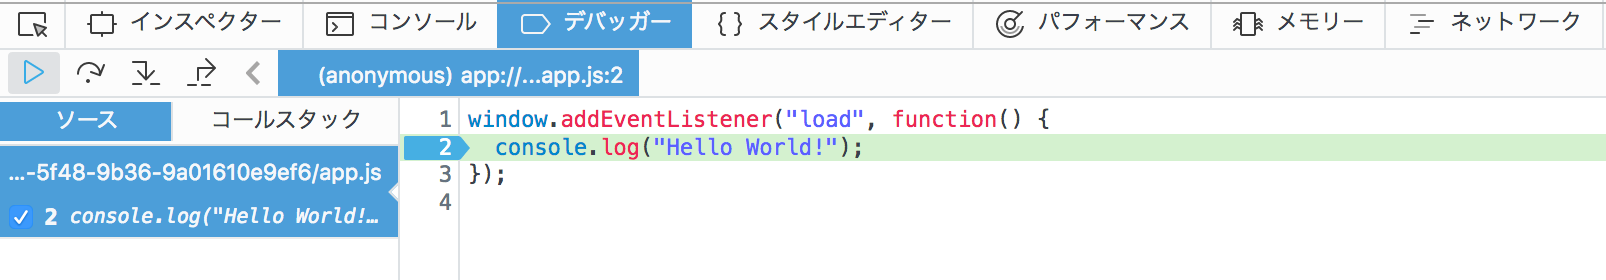 インスペクター コンソール デバッガー {} スタイルエディター パフォーマンス メモリー ネットワーク
(anonymous) app://...app.js:2
ソース コールスタック
...-5f48-9b36-9a01610e9ef6/app.js
2 console.log("Hello World!...
1 window.addEventListener("load", function() {
2 console.log("Hello World!");
3 });
4